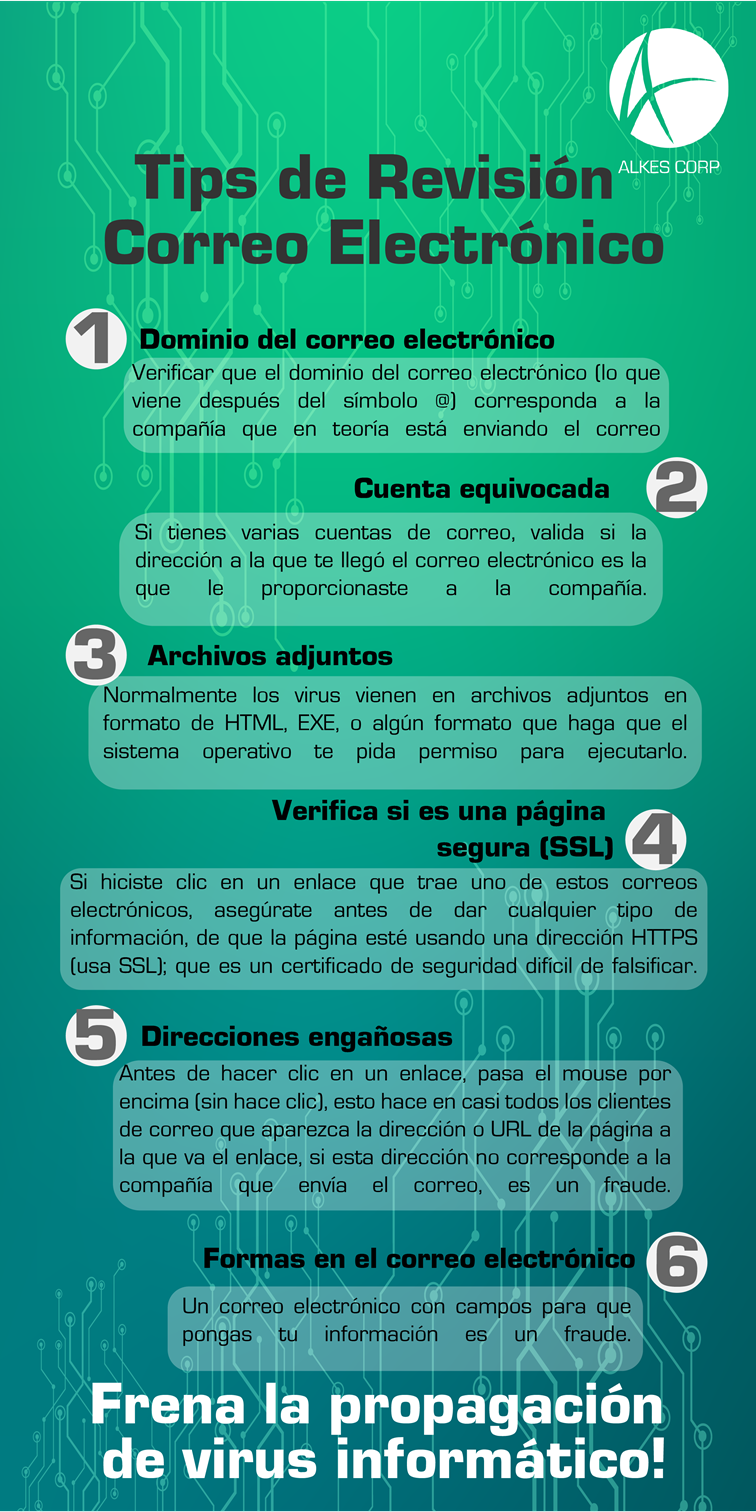 ALKES CORP
Tips de Revisión
Correo Electrónico
1
Dominio del correo electrónico
Verificar que el dominio del correo electrónico (lo que
viene después del símbolo @) corresponda a la
compañía que en teoría está enviando el correo
2
Cuenta equivocada
Si tienes varias cuentas de correo, valida si la
dirección a la que te llegó el correo electrónico es la
que le proporcionaste a la compañía.
3
Archivos adjuntos
Normalmente los virus vienen en archivos adjuntos en
formato de HTML, EXE, o algún formato que haga que el
sistema operativo te pida permiso para ejecutarlo.
4
Verifica si es una página
segura (SSL)
Si hiciste clic en un enlace que trae uno de estos correos
electrónicos, asegúrate antes de dar cualquier tipo de
información, de que la página esté usando una dirección HTTPS
(usa SSL); que es un certificado de seguridad difícil de falsificar.
5
Direcciones engañosas
Antes de hacer clic en un enlace, pasa el mouse por
encima (sin hace clic), esto hace en casi todos los clientes
de correo que aparezca la dirección o URL de la página a
la que va el enlace, si esta dirección no corresponde a la
compañía que envía el correo, es un fraude.
6
Formas en el correo electrónico
Un correo electrónico con campos para que
pongas tu información es un fraude.
Frena la propagación
de virus informático!